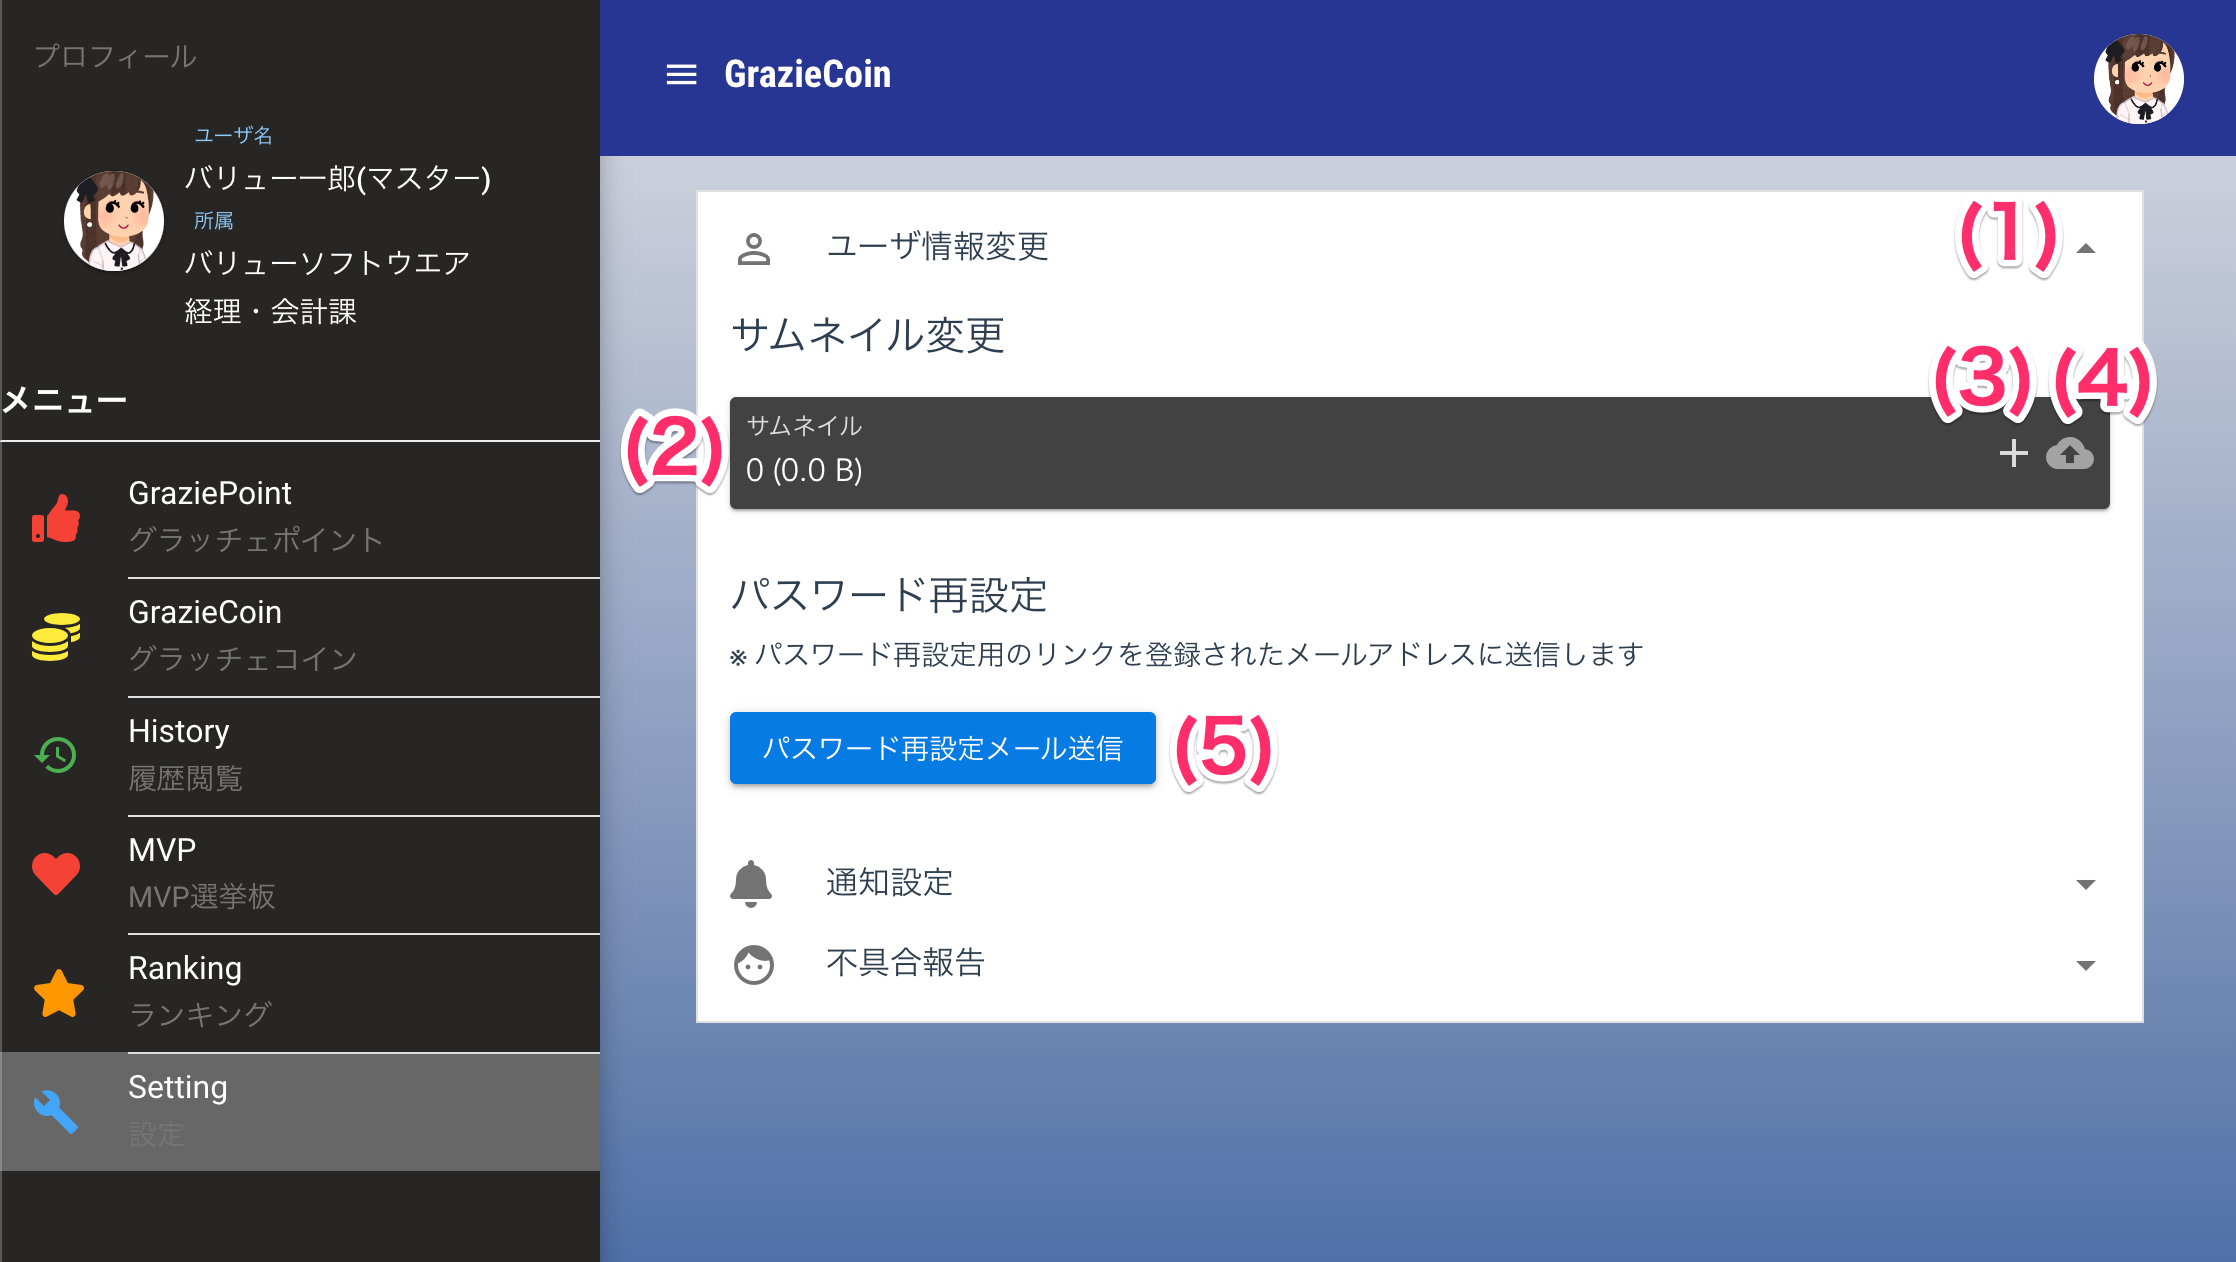 プロフィール
ユーザ名
バリュー一郎(マスター)
所属
バリューソフトウエア
経理・会計課
メニュー
GraziePoint
グラッチェポイント
GrazieCoin
グラッチェコイン
History
履歴閲覧
MVP
MVP選挙板
Ranking
ランキング
Setting
設定
GrazieCoin
ユーザ情報変更
(1)
サムネイル変更
(2)
サムネイル
0 (0.0 B)
(3)
(4)
パスワード再設定
※ パスワード再設定用のリンクを登録されたメールアドレスに送信します
パスワード再設定メール送信
(5)
通知設定
不具合報告